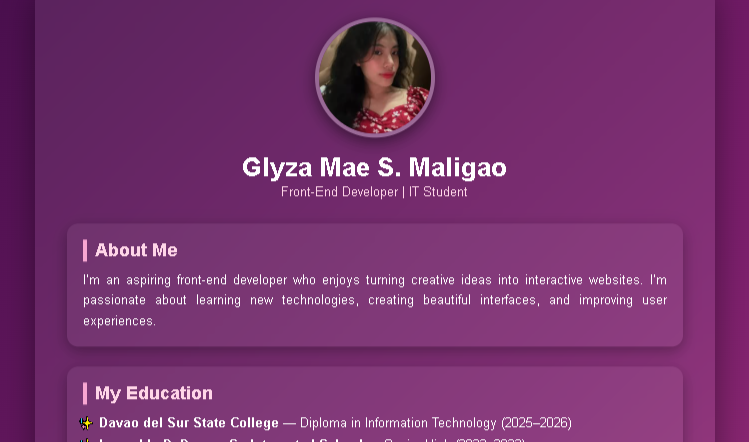 Glyza Mae S. Maligao
Front-End Developer | IT Student
About Me
I'm an aspiring front-end developer who enjoys turning creative ideas into interactive websites. I'm
passionate about learning new technologies, creating beautiful interfaces, and improving user
experiences.
My Education
Davao del Sur State College — Diploma in Information Technology (2025–2026)